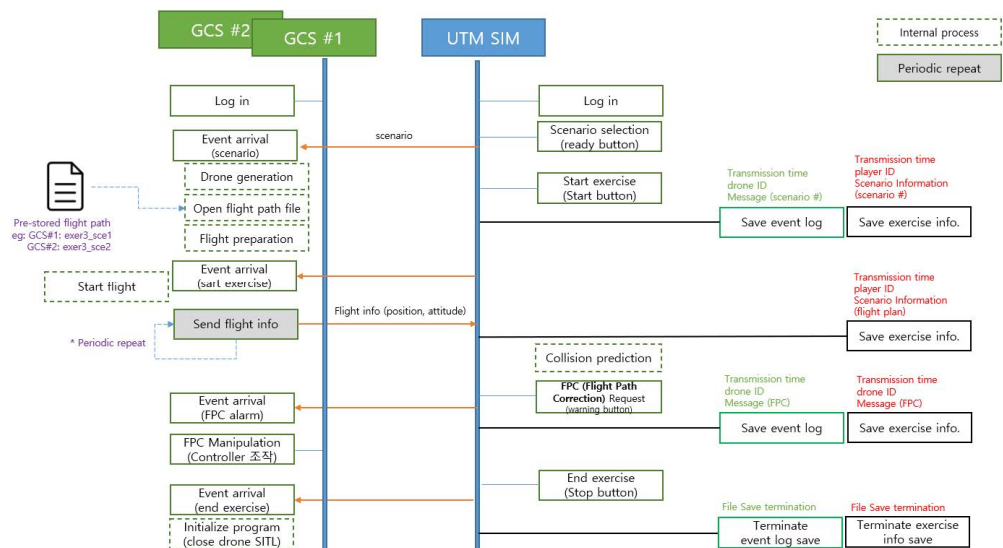 GCS #2
GCS #1
UTM SIM
Internal process
Periodic repeat
Log in
Log in
scenario
Event arrival
(scenario)
Scenario selection
(ready button)
Drone generation
Start exercise
(Start button)
Open flight path file
Flight preparation
Pre-stored flight path
eg: GCS#1: exer3_sce1
GCS#2: exer3_sce2
Transmission time
drone ID
Message (scenario #)
Save event log
Transmission time
player ID
Scenario Information
(scenario #)
Save exercise info.
Start flight
Event arrival
(sart exercise)
Send flight info
Flight info (position, attitude)
* Periodic repeat
Transmission time
player ID
Scenario Information
(flight plan)
Save exercise info.
Collision prediction
FPC (Flight Path
Correction) Request
(warning button)
Event arrival
(FPC alarm)
Transmission time
drone ID
Message (FPC)
Save event log
Transmission time
drone ID
Message (FPC)
Save exercise info.
FPC Manipulation
(Controller 조작)
End exercise
(Stop button)
Event arrival
(end exercise)
Initialize program
(close drone SITL)
File Save termination
Terminate
event log save
File Save termination
Terminate exercise
info save